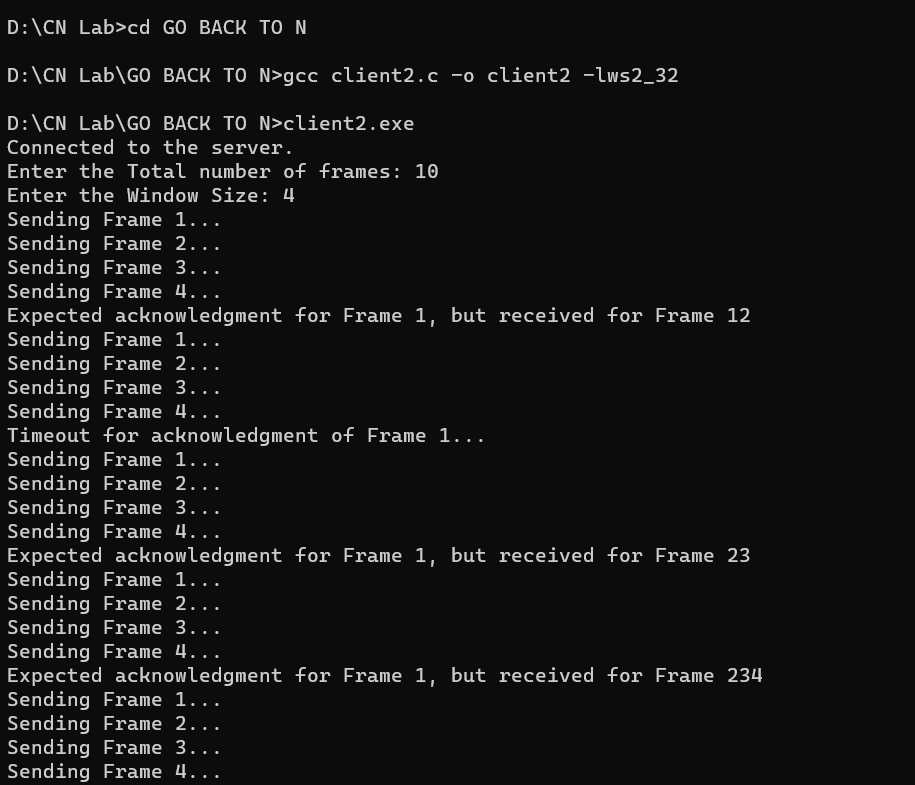 D:\CN Lab>cd GO BACK TO N
D:\CN Lab\GO BACK TO N>gcc client2.c -o client2 -lws2_32
D:\CN Lab\GO BACK TO N>client2.exe
Connected to the server.
Enter the Total number of frames: 10
Enter the Window Size: 4
Sending Frame 1...
Sending Frame 2...
Sending Frame 3...
Sending Frame 4...
Expected acknowledgment for Frame 1, but received for Frame 12
Sending Frame 1...
Sending Frame 2...
Sending Frame 3...
Sending Frame 4...
Timeout for acknowledgment of Frame 1...
Sending Frame 1...
Sending Frame 2...
Sending Frame 3...
Sending Frame 4...
Expected acknowledgment for Frame 1, but received for Frame 23
Sending Frame 1...
Sending Frame 2...
Sending Frame 3...
Sending Frame 4...
Expected acknowledgment for Frame 1, but received for Frame 234
Sending Frame 1...
Sending Frame 2...
Sending Frame 3...
Sending Frame 4...